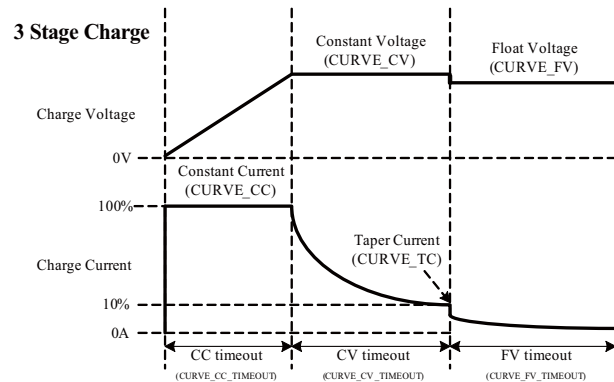 3 Stage Charge
Constant Voltage
(CURVE_CV)
Float Voltage
(CURVE_FV)
Charge Voltage
0V
Constant Current
(CURVE_CC)
100%
Taper Current
(CURVE_TC)
Charge Current
10%
0A
CC timeout
CV timeout
FV timeout
(CURVE_CC_TIMEOUT)
(CURVE_CV_TIMEOUT)
(CURVE_FV_TIMEOUT)